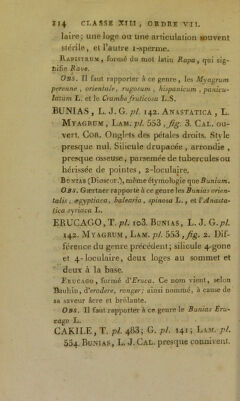 114 CLASSE XIII, ORDRE VII.
laire; une loge ou une articulation souvent
stérile, et l'autre 1-sperme.
RAPISTRUM, formé du mot latin Rapa, qui sig-
nifie Rave.
OBS. Il faut rapporter à ce genre, les Myagrum
perenne, orientale, rugosum, hispanicum, panicu-
latum L. et le Crambe fruticosa L.S.
BUNIAS, L. J. G. pl. 142. ANASTATICA, L.
MYAGRUM, LAM. pl. 553, fig. 3. CAL. ou-
vert. COR. Onglets des pétales droits. Style
presque nul. Silicule drupacée, arrondie,
presque osseuse, parsemée de tubercules ou
hérissée de pointes, 2-loculaire.
BUNIAS (Dioscor.), même étymologie que Bunium.
OBS. Gærtner rapporte à ce genre les Bunias orien-
talis, ægyptiaca, balearia, spinosa L., et l'Anasta-
tica syriaca L.
ERUCAGO, T. pl. 103. BUNIAS, L. J. G. pl.
142. MYAGRUM, LAM. pl. 553, fig. 2. Dif-
férence du genre précédent; silicule 4-gone
et 4-loculaire, deux loges au sommet et
deux à la base.
ERUCAGO, formé d'Eruca. Ce nom vient, selon
Bauhin, d'erodere, ronger; ainsi nommé, à cause de
sa saveur âcre et brûlante.
OBS. Il faut rapporter à ce genre le Bunias Eru-
cago L.
CAKILE, T. pl. 483; G. pl. 141; LAM. pl.
554. BUNIAS, L. J. CAL. presque connivent.